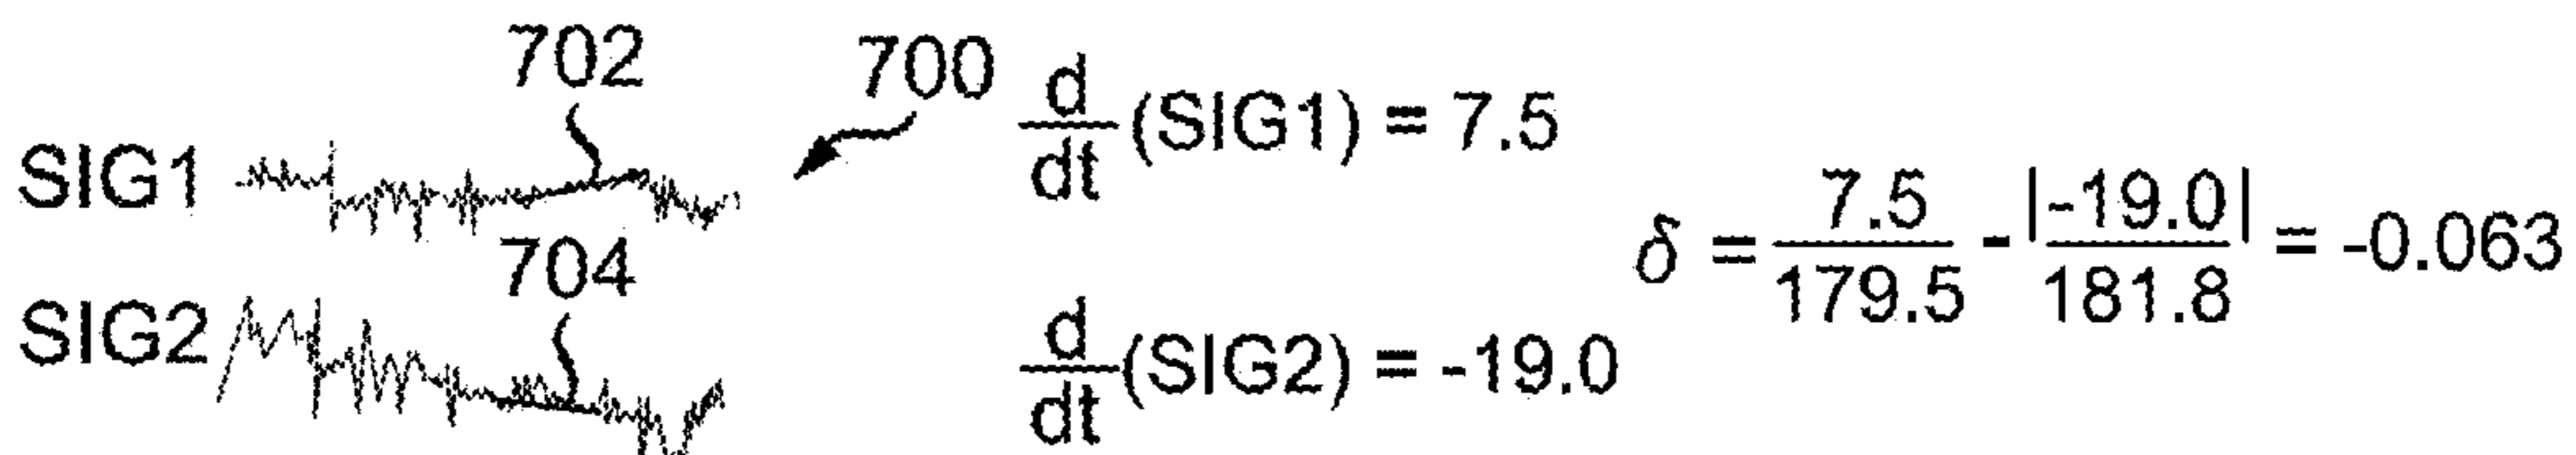 702
700
d/dt (SIG1) = 7.5
SIG1
δ = 7.5/179.5 - |-19.0|/181.8 = -0.063
704
SIG2
d/dt (SIG2) = -19.0